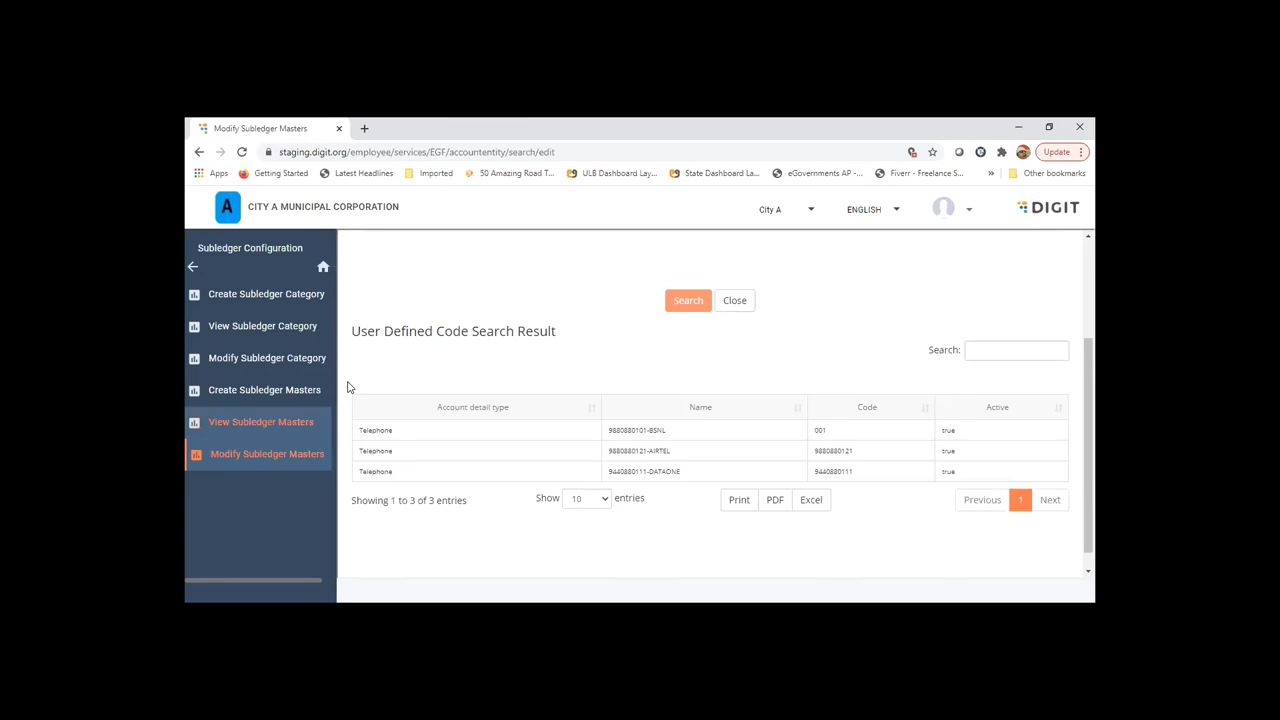 Modify Subledger Masters
staging.digit.org/employee/services/EGF/accountentity/search/edit
Update
Apps Getting Started Latest Headlines Imported 50 Amazing Road T... ULB Dashboard Lay... State Dashboard La... eGovernments AP -... Fiverr - Freelance S... » Other bookmarks
A CITY A MUNICIPAL CORPORATION City A ENGLISH DIGIT
Subledger Configuration
Create Subledger Category
View Subledger Category
Modify Subledger Category
Create Subledger Masters
View Subledger Masters
Modify Subledger Masters
Search Close
User Defined Code Search Result
Search:
Account detail type Name Code Active
Telephone 9880880101-BSNL 001 true
Telephone 9880880121-AIRTEL 9880880121 true
Telephone 9440880111-DATAONE 9440880111 true
Showing 1 to 3 of 3 entries Show 10 entries Print PDF Excel Previous 1 Next